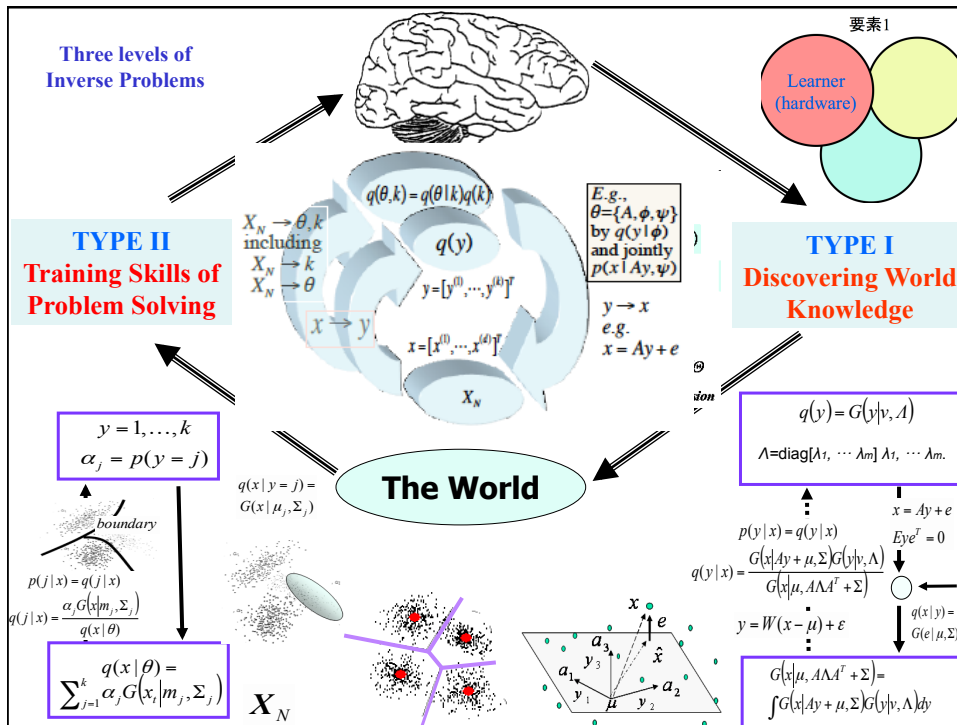 Three levels of
Inverse Problems
要素1
Learner
(hardware)
TYPE II
Training Skills of
Problem Solving
X_N → θ, k
including
X_N → k
X_N → θ
x → y
q(θ,k) = q(θ | k)q(k)
q(y)
y = [y^(1), ⋯, y^(k)]^T
x = [x^(1), ⋯, x^(d)]^T
X_N
E.g.,
θ={A, ϕ, ψ}
by q(y | ϕ)
and jointly
p(x | Ay, ψ)
y → x
e.g.
x = Ay + e
TYPE I
Discovering World
Knowledge
Θ
sion
The World
y = 1, …, k
α_j = p(y = j)
boundary
p(j | x) = q(j | x)
q(j | x) = α_j G(x|m_j, Σ_j) / q(x | θ)
q(x | θ) =
∑_{j=1}^k α_j G(x_t|m_j, Σ_j)
q(x | y = j) =
G(x | μ_j, Σ_j)
X_N
x
e
a_3
x̂
y_3
a_1
y_1
μ
y_2
a_2
q(y) = G(y|ν, Λ)
Λ=diag[λ1, ⋯ λm] λ1, ⋯ λm.
x = Ay + e
Eye^T = 0
p(y | x) = q(y | x)
q(y | x) = G(x|Ay + μ, Σ)G(y|ν, Λ) / G(x|μ, AΛA^T + Σ)
q(x | y) =
G(e | μ, Σ)
y = W(x − μ) + ε
G(x|μ, AΛA^T + Σ) =
∫G(x|Ay + μ, Σ)G(y|ν, Λ)dy